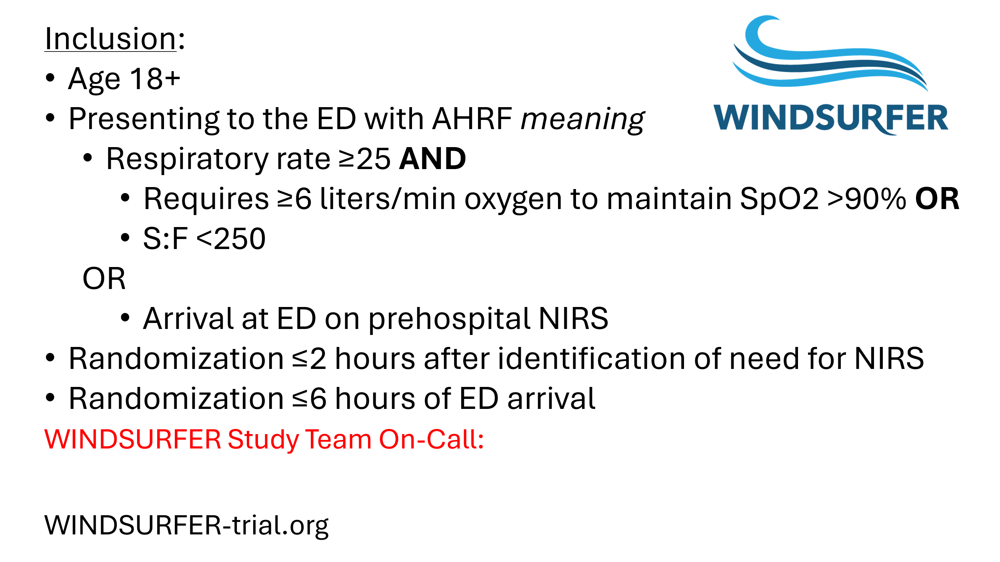 Inclusion:
• Age 18+
• Presenting to the ED with AHRF meaning
• Respiratory rate ≥25 AND
• Requires ≥6 liters/min oxygen to maintain SpO2 >90% OR
• S:F <250
OR
• Arrival at ED on prehospital NIRS
• Randomization ≤2 hours after identification of need for NIRS
• Randomization ≤6 hours of ED arrival
WINDSURFER Study Team On-Call:
WINDSURFER-trial.org
WINDSURFER